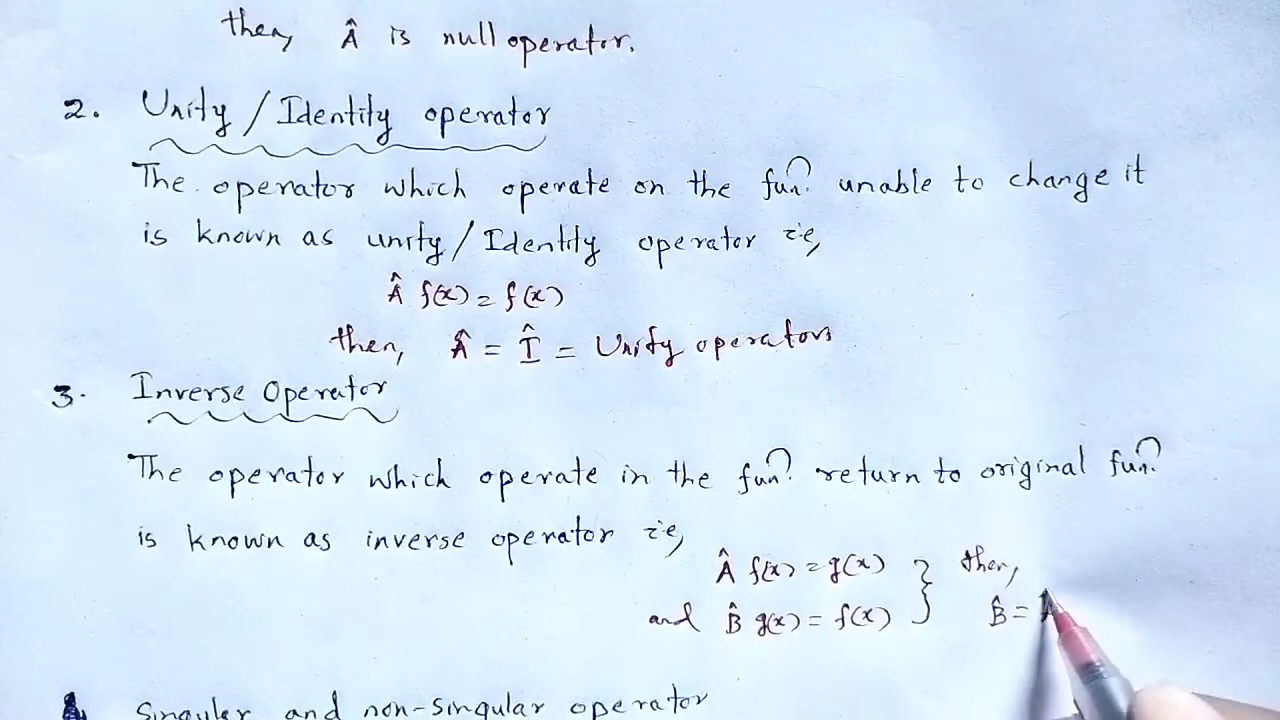 then, Â is null operator.
2. Unity / Identity operator
The operator which operate on the fun? unable to change it
is known as unity / Identity operator ie,
Â f(x) = f(x)
then, Â = Î = Unity operators
3. Inverse Operator
The operator which operate in the fun? return to original fun?
is known as inverse operator ie,
Â f(x) = g(x) } then,
and B̂ g(x) = f(x) } B̂ =
Singular and non-singular operator